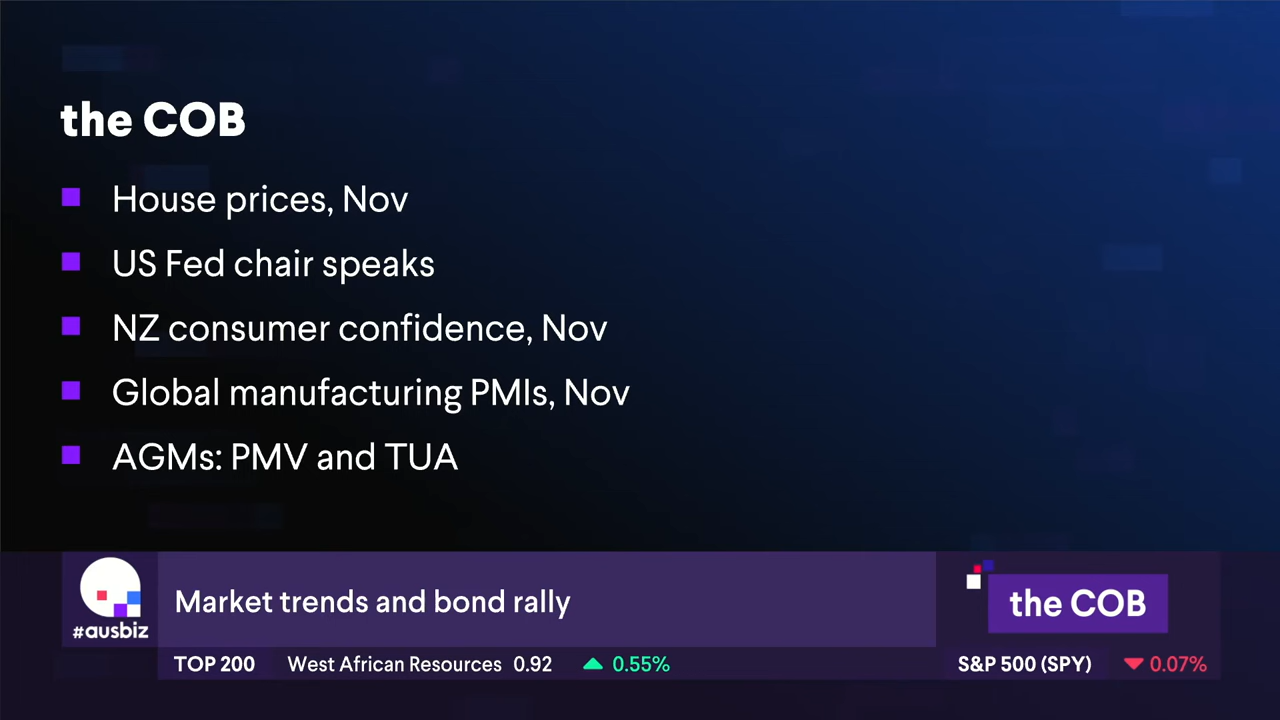 the COB
House prices, Nov
US Fed chair speaks
NZ consumer confidence, Nov
Global manufacturing PMIs, Nov
AGMs: PMV and TUA
#ausbiz
Market trends and bond rally
the COB
TOP 200 West African Resources 0.92 0.55% S&P 500 (SPY) 0.07%